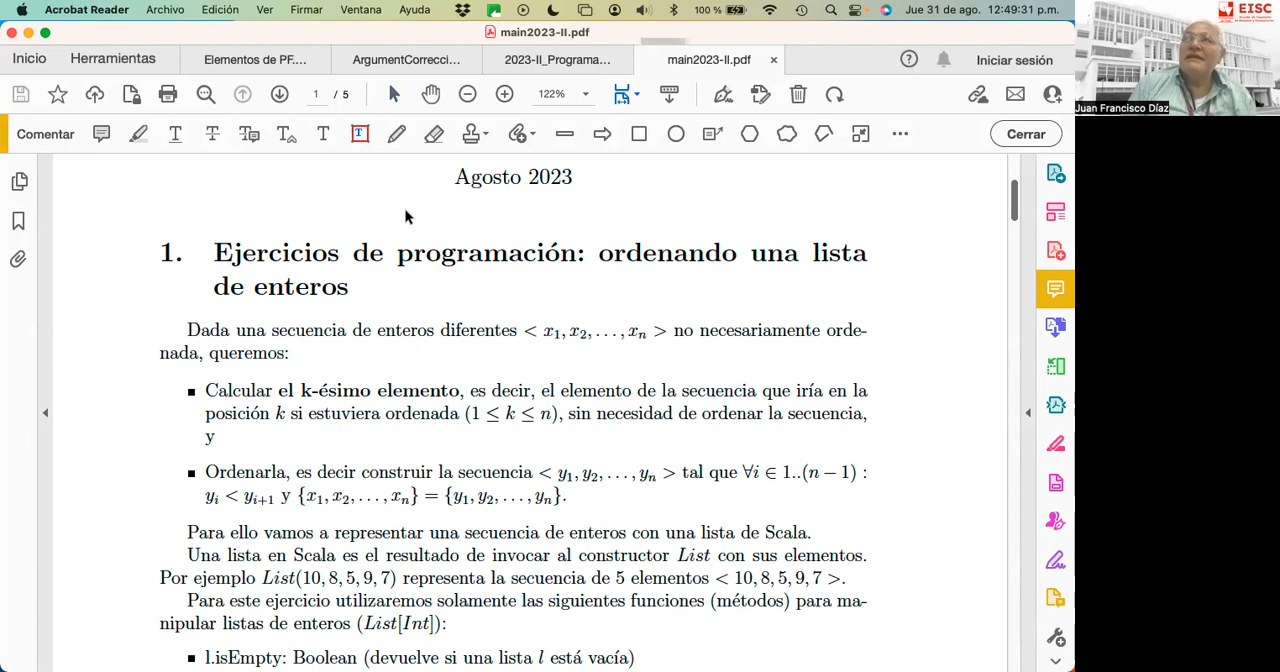 Acrobat Reader Archivo Edición Ver Firmar Ventana Ayuda 100 % Jue 31 de ago. 12:49:31 p.m.
main2023-II.pdf
Inicio Herramientas Elementos de PF.... ArgumentCorrecci... 2023-II_Programa... main2023-II.pdf × Iniciar sesión
1 / 5 122%
Comentar Cerrar
EISC
Juan Francisco Díaz
Agosto 2023
1. Ejercicios de programación: ordenando una lista
de enteros
Dada una secuencia de enteros diferentes < x1, x2, . . . , xn > no necesariamente orde-
nada, queremos:
▪ Calcular el k-ésimo elemento, es decir, el elemento de la secuencia que iría en la
posición k si estuviera ordenada (1 ≤ k ≤ n), sin necesidad de ordenar la secuencia,
y
▪ Ordenarla, es decir construir la secuencia < y1, y2, . . . , yn > tal que ∀i ∈ 1..(n − 1) :
yi < yi+1 y {x1, x2, . . . , xn} = {y1, y2, . . . , yn}.
Para ello vamos a representar una secuencia de enteros con una lista de Scala.
Una lista en Scala es el resultado de invocar al constructor List con sus elementos.
Por ejemplo List(10, 8, 5, 9, 7) representa la secuencia de 5 elementos < 10, 8, 5, 9, 7 >.
Para este ejercicio utilizaremos solamente las siguientes funciones (métodos) para ma-
nipular listas de enteros (List[Int]):
▪ l.isEmpty: Boolean (devuelve si una lista l está vacía)